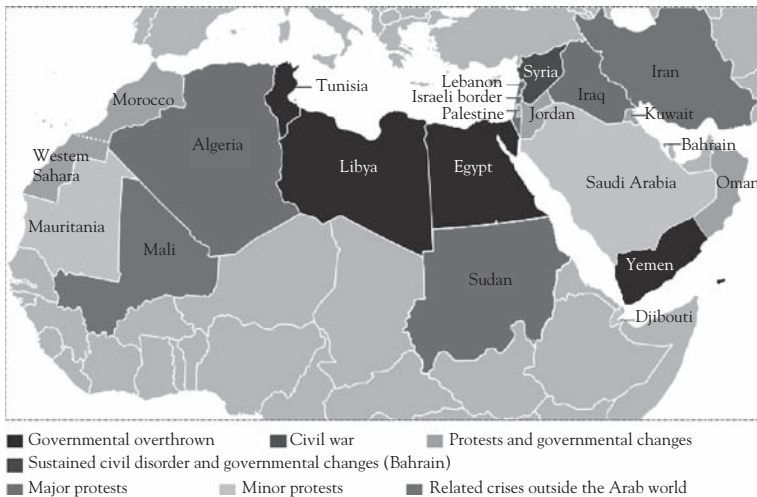 Tunisia
Syria
Lebanon
Israeli border
Palestine
Iraq
Iran
Morocco
Jordan
Kuwait
Algeria
Bahrain
Western
Sahara
Libya
Egypt
Saudi Arabia
Oman
Mauritania
Mali
Sudan
Yemen
Djibouti
Governmental overthrown Civil war Protests and governmental changes
Sustained civil disorder and governmental changes (Bahrain)
Major protests Minor protests Related crises outside the Arab world